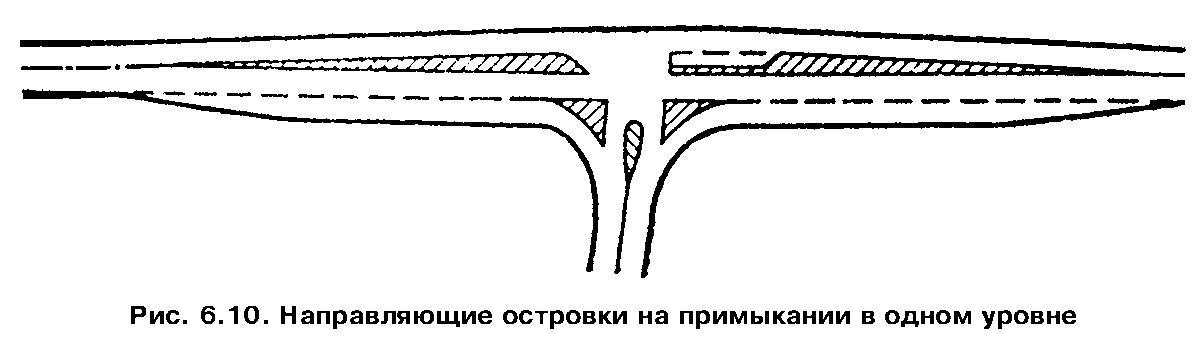 Рис. 6.10. Направляющие островки на примыкании в одном уровне